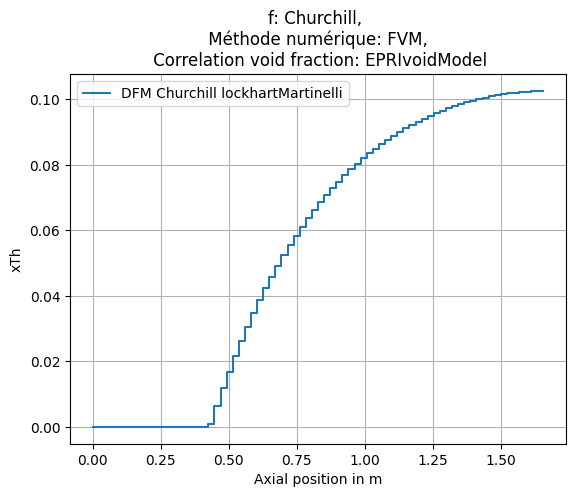 f: Churchill,
Méthode numérique: FVM,
Correlation void fraction: EPRIvoidModel
DFM Churchill lockhartMartinelli
0.10
0.08
0.06
0.04
0.02
0.00
xTh
0.00 0.25 0.50 0.75 1.00 1.25 1.50
Axial position in m